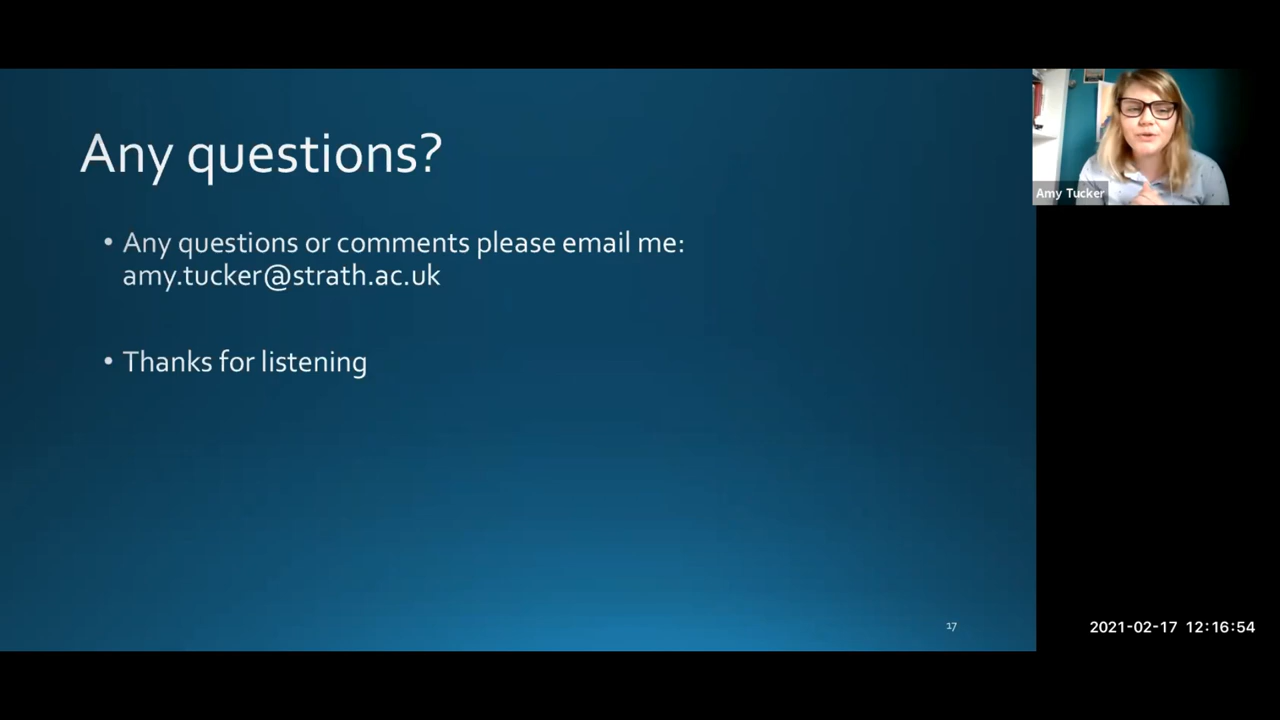 Any questions?
• Any questions or comments please email me:
amy.tucker@strath.ac.uk
• Thanks for listening
17
Amy Tucker
2021-02-17 12:16:54